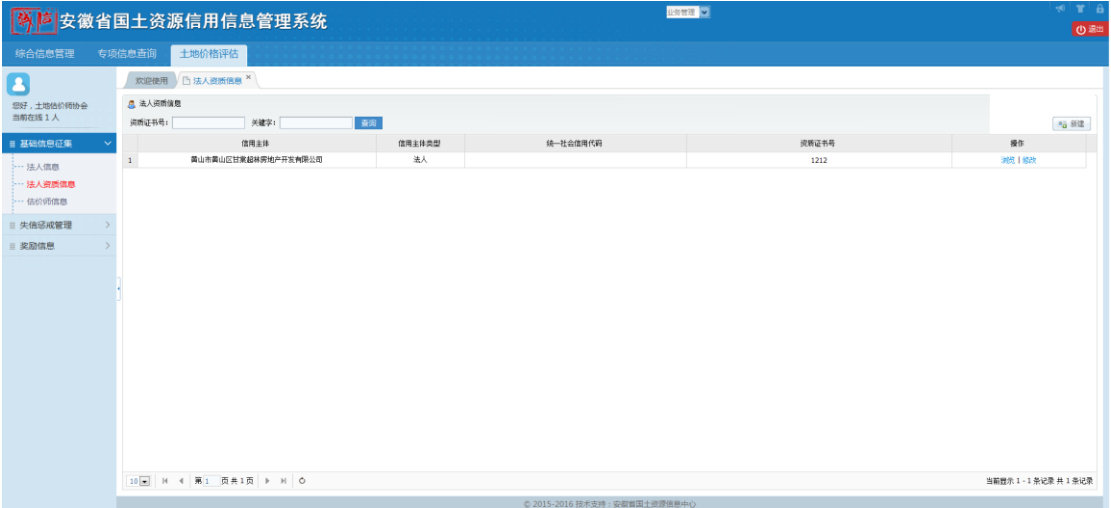 诚信 安徽省国土资源信用信息管理系统
业务管理
退出
综合信息管理 专项信息查询 土地价格评估
欢迎使用 法人资质信息 ×
您好，土地估价师协会
当前在线 1 人
法人资质信息
资质证书号: 关键字: 查询 新建
基础信息征集
法人信息
法人资质信息
估价师信息
失信惩戒管理
奖励信息
信用主体 信用主体类型 统一社会信用代码 资质证书号 操作
1 黄山市黄山区甘棠超林房地产开发有限公司 法人 1212 浏览 | 修改
10 第 1 页 共 1 页 当前显示 1 - 1 条记录 共 1 条记录
© 2015-2016 技术支持：安徽省国土资源信息中心